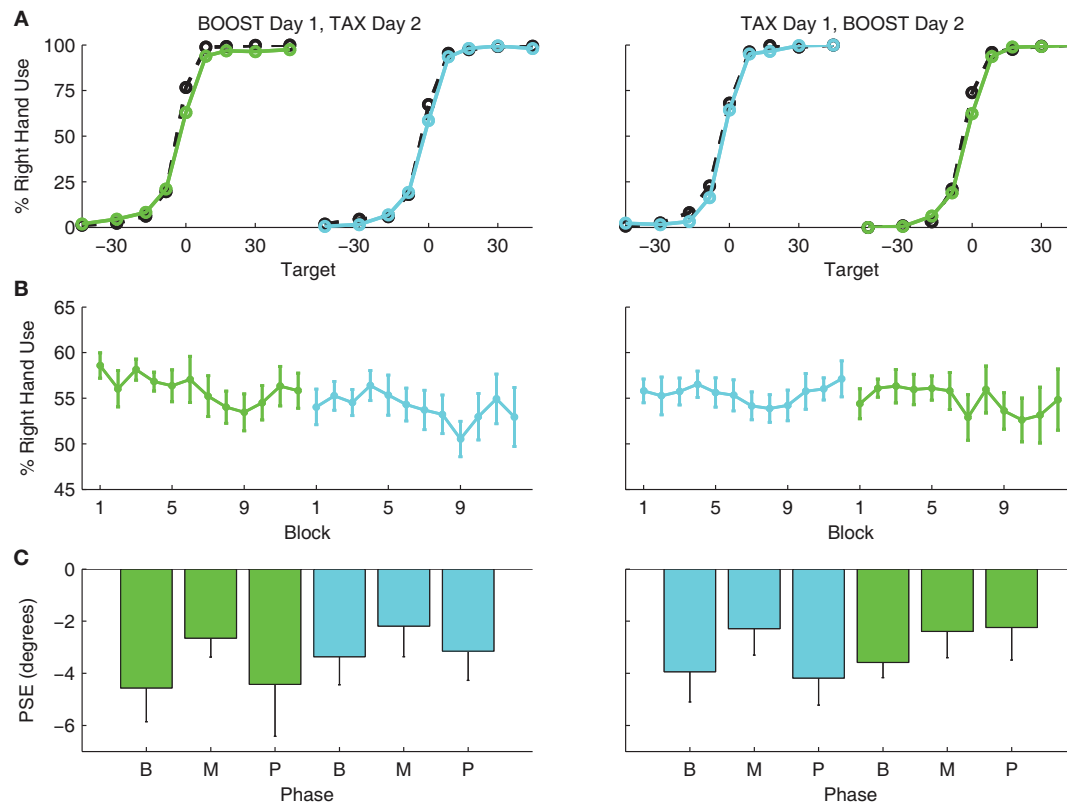 A
BOOST Day 1, TAX Day 2
TAX Day 1, BOOST Day 2
% Right Hand Use
100
75
50
25
0
−30 0 30 −30 0 30
−30 0 30 −30 0 30
Target
Target
B
% Right Hand Use
65
60
55
50
45
1 5 9 1 5 9
1 5 9 1 5 9
Block
Block
C
PSE (degrees)
0
−2
−4
−6
B M P B M P
B M P B M P
Phase
Phase